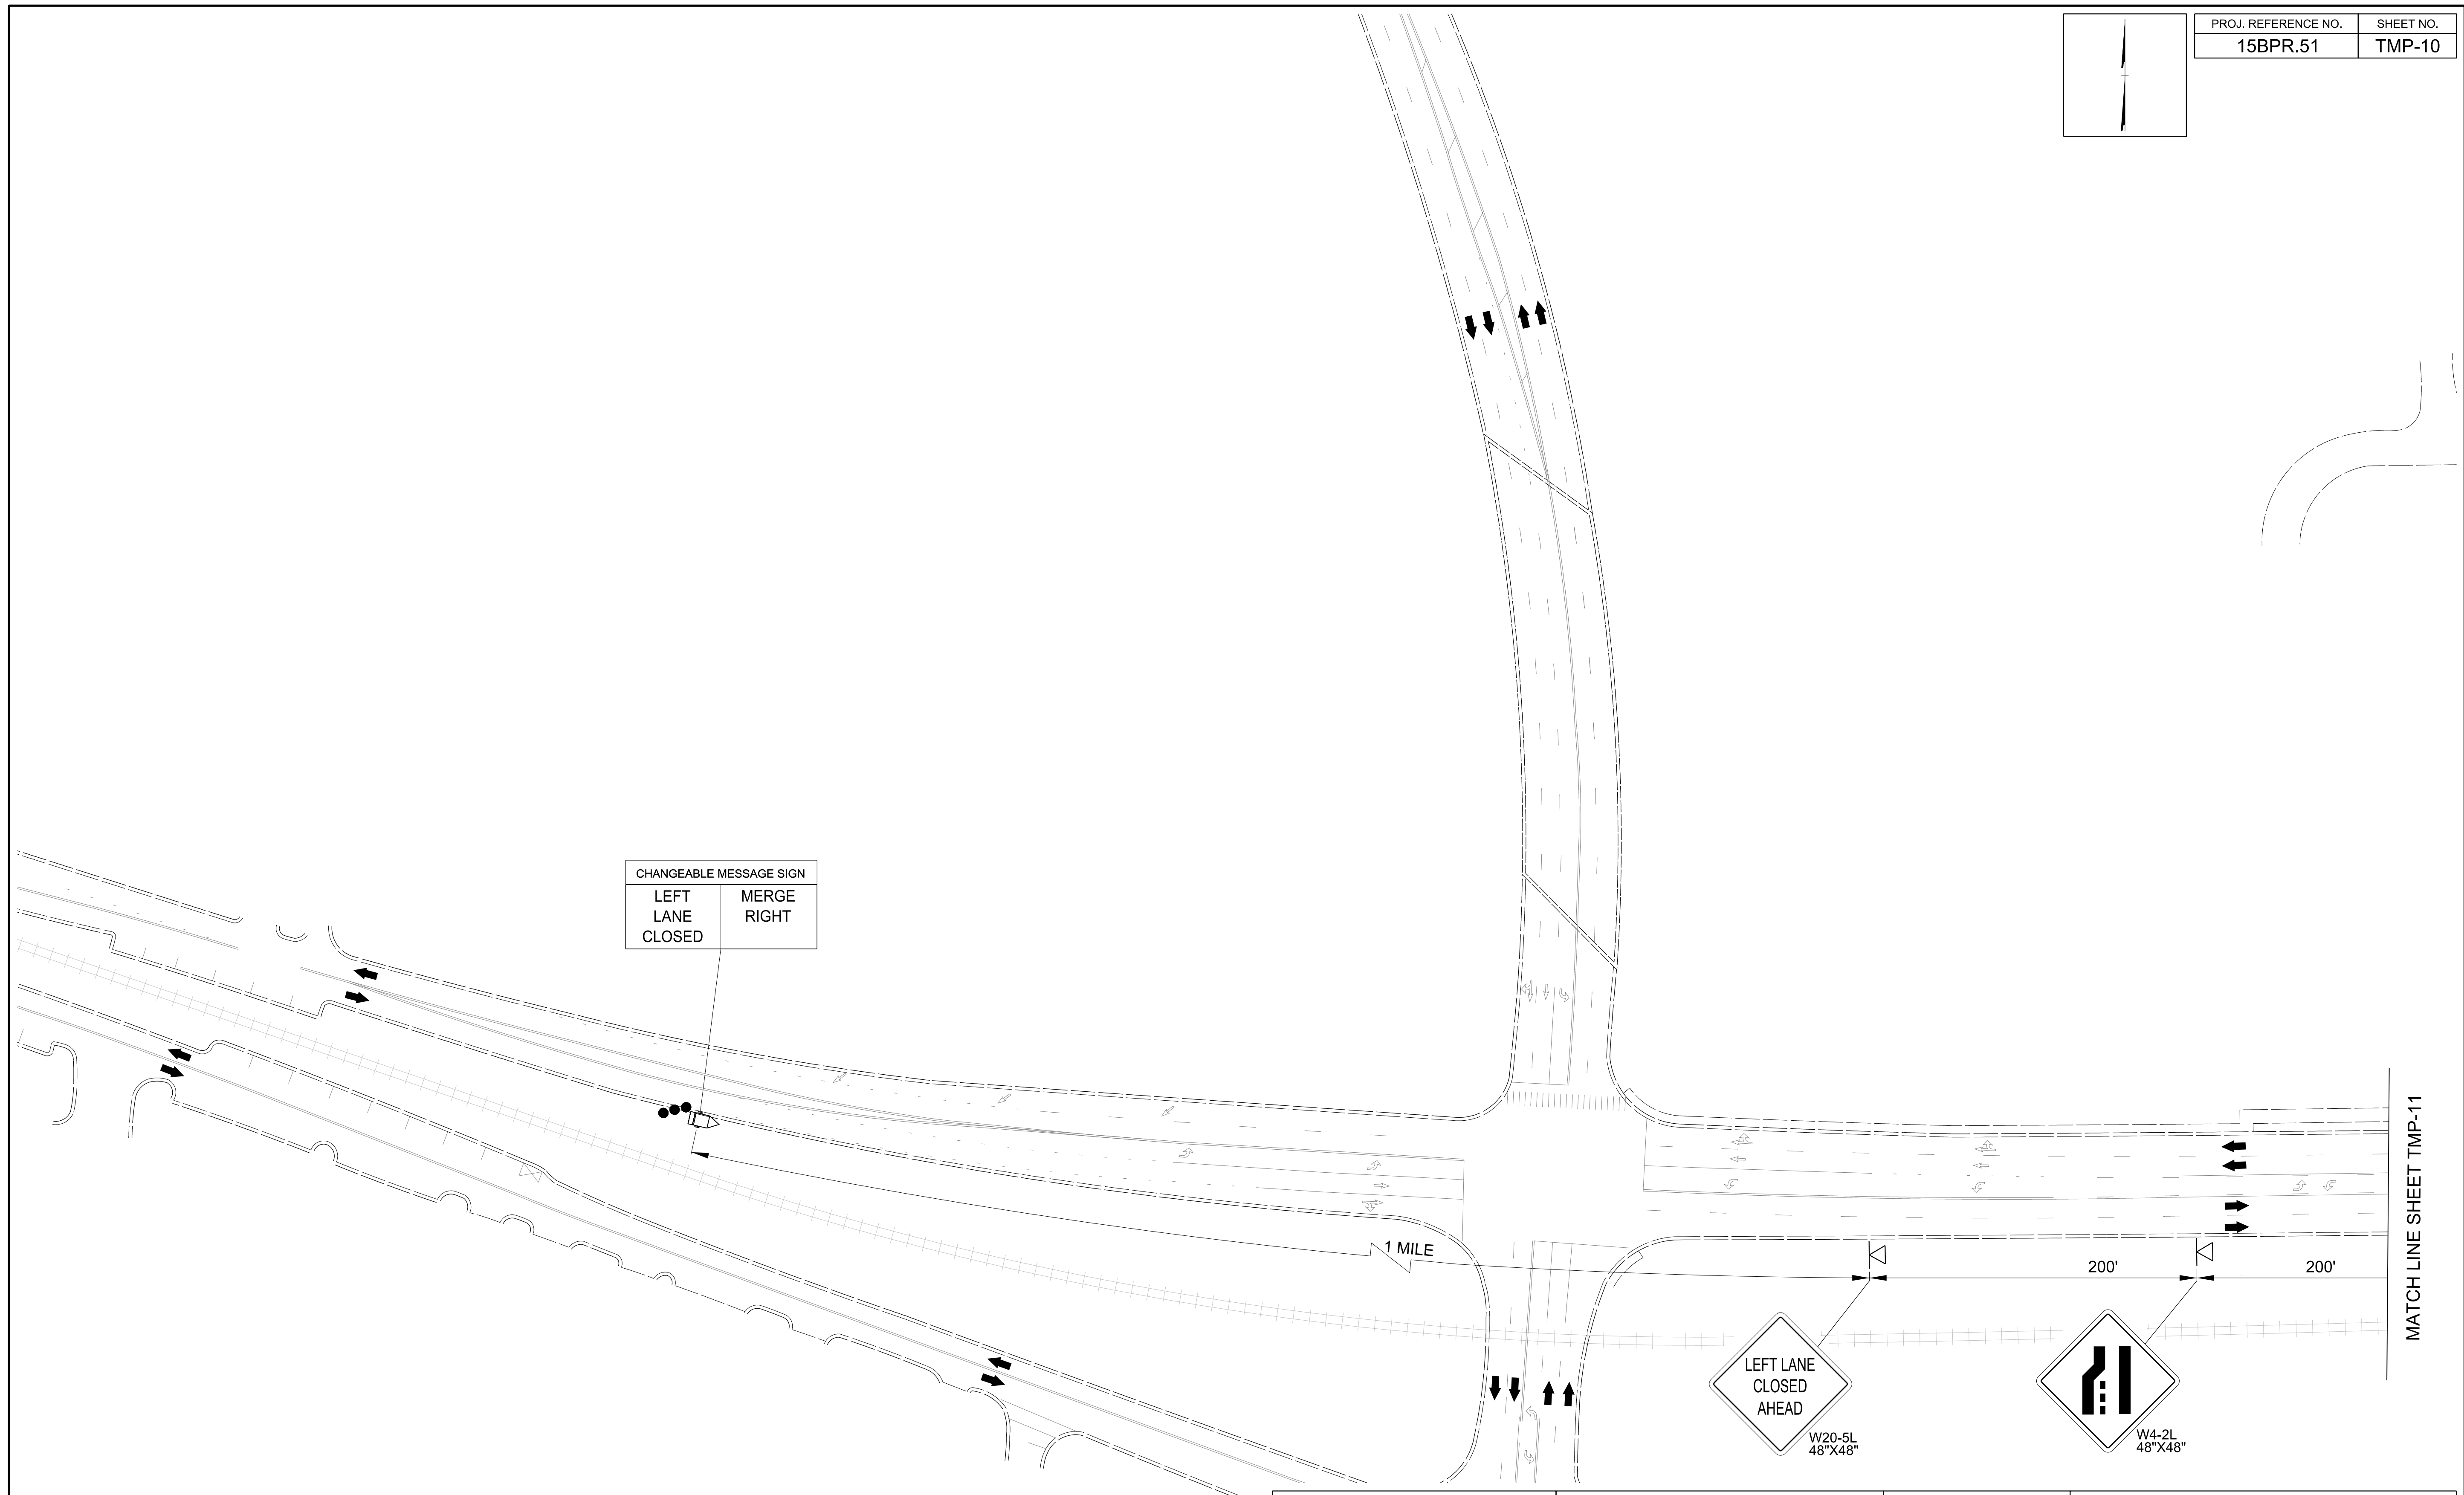 PROJ. REFERENCE NO. SHEET NO.
15BPR.51 TMP-10
CHANGEABLE MESSAGE SIGN
LEFT
LANE
CLOSED
MERGE
RIGHT
1 MILE
200'
200'
MATCH LINE SHEET TMP-11
LEFT LANE
CLOSED
AHEAD
W20-5L
48"X48"
W4-2L
48"X48"